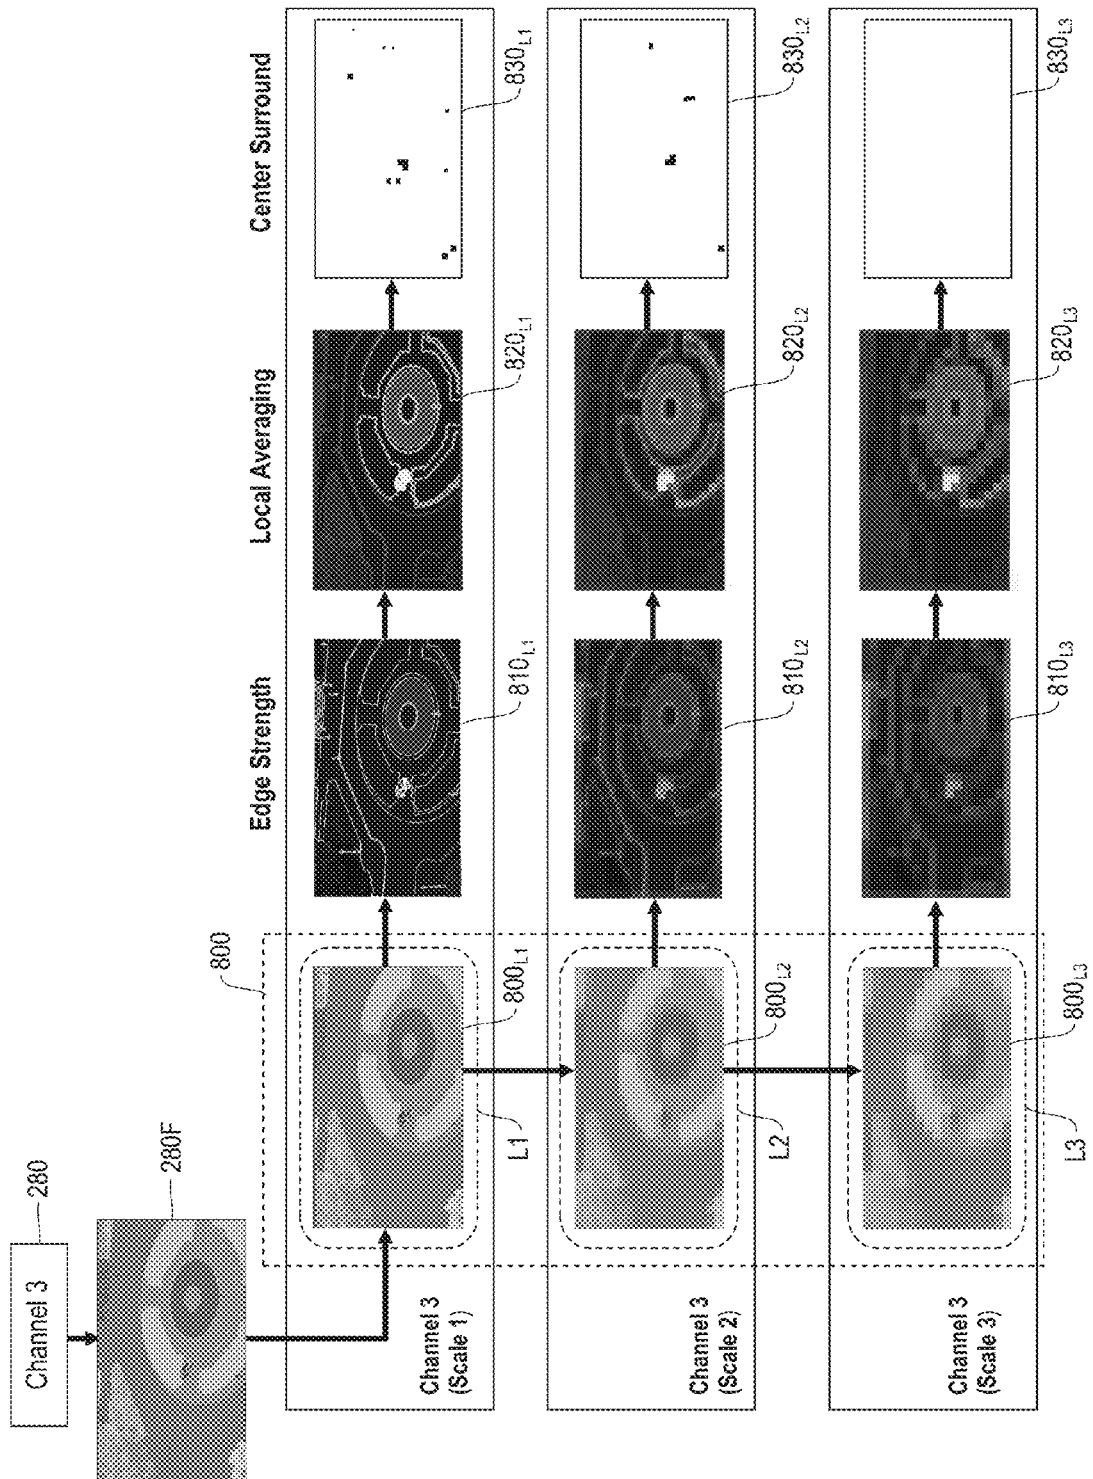 Channel 3
280
280F
800
Edge Strength
Local Averaging
Center Surround
Channel 3
(Scale 1)
L1
800L1
810L1
820L1
830L1
Channel 3
(Scale 2)
L2
800L2
810L2
820L2
830L2
Channel 3
(Scale 3)
L3
800L3
810L3
820L3
830L3